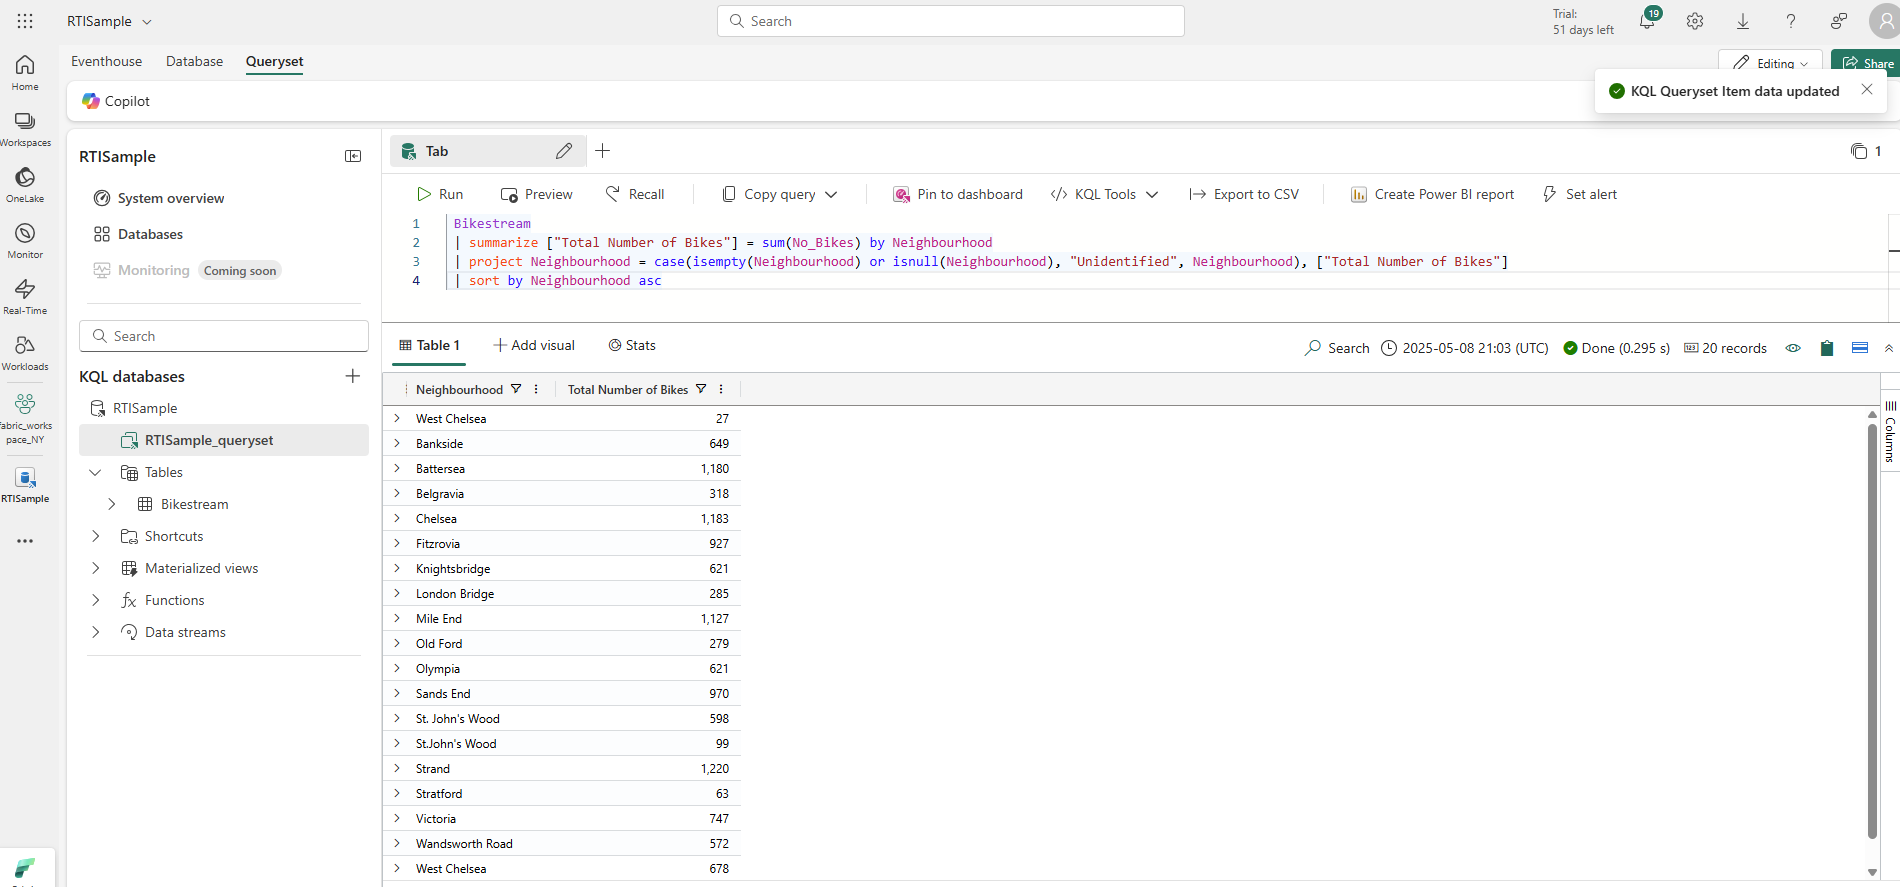 RTISample
Search
Trial:
51 days left
19
Home
Workspaces
OneLake
Monitor
Real-Time
Workloads
fabric_works
pace_NY
RTISample
Eventhouse Database Queryset
Editing
Share
Copilot
KQL Queryset Item data updated
RTISample
System overview
Databases
Monitoring Coming soon
Search
KQL databases
RTISample
RTISample_queryset
Tables
Bikestream
Shortcuts
Materialized views
Functions
Data streams
Tab
1
Run Preview Recall Copy query Pin to dashboard KQL Tools Export to CSV Create Power BI report Set alert
1 Bikestream
2 | summarize ["Total Number of Bikes"] = sum(No_Bikes) by Neighbourhood
3 | project Neighbourhood = case(isempty(Neighbourhood) or isnull(Neighbourhood), "Unidentified", Neighbourhood), ["Total Number of Bikes"]
4 | sort by Neighbourhood asc
Table 1 Add visual Stats Search 2025-05-08 21:03 (UTC) Done (0.295 s) 20 records
Neighbourhood Total Number of Bikes
West Chelsea 27
Bankside 649
Battersea 1,180
Belgravia 318
Chelsea 1,183
Fitzrovia 927
Knightsbridge 621
London Bridge 285
Mile End 1,127
Old Ford 279
Olympia 621
Sands End 970
St. John's Wood 598
St.John's Wood 99
Strand 1,220
Stratford 63
Victoria 747
Wandsworth Road 572
West Chelsea 678
Columns